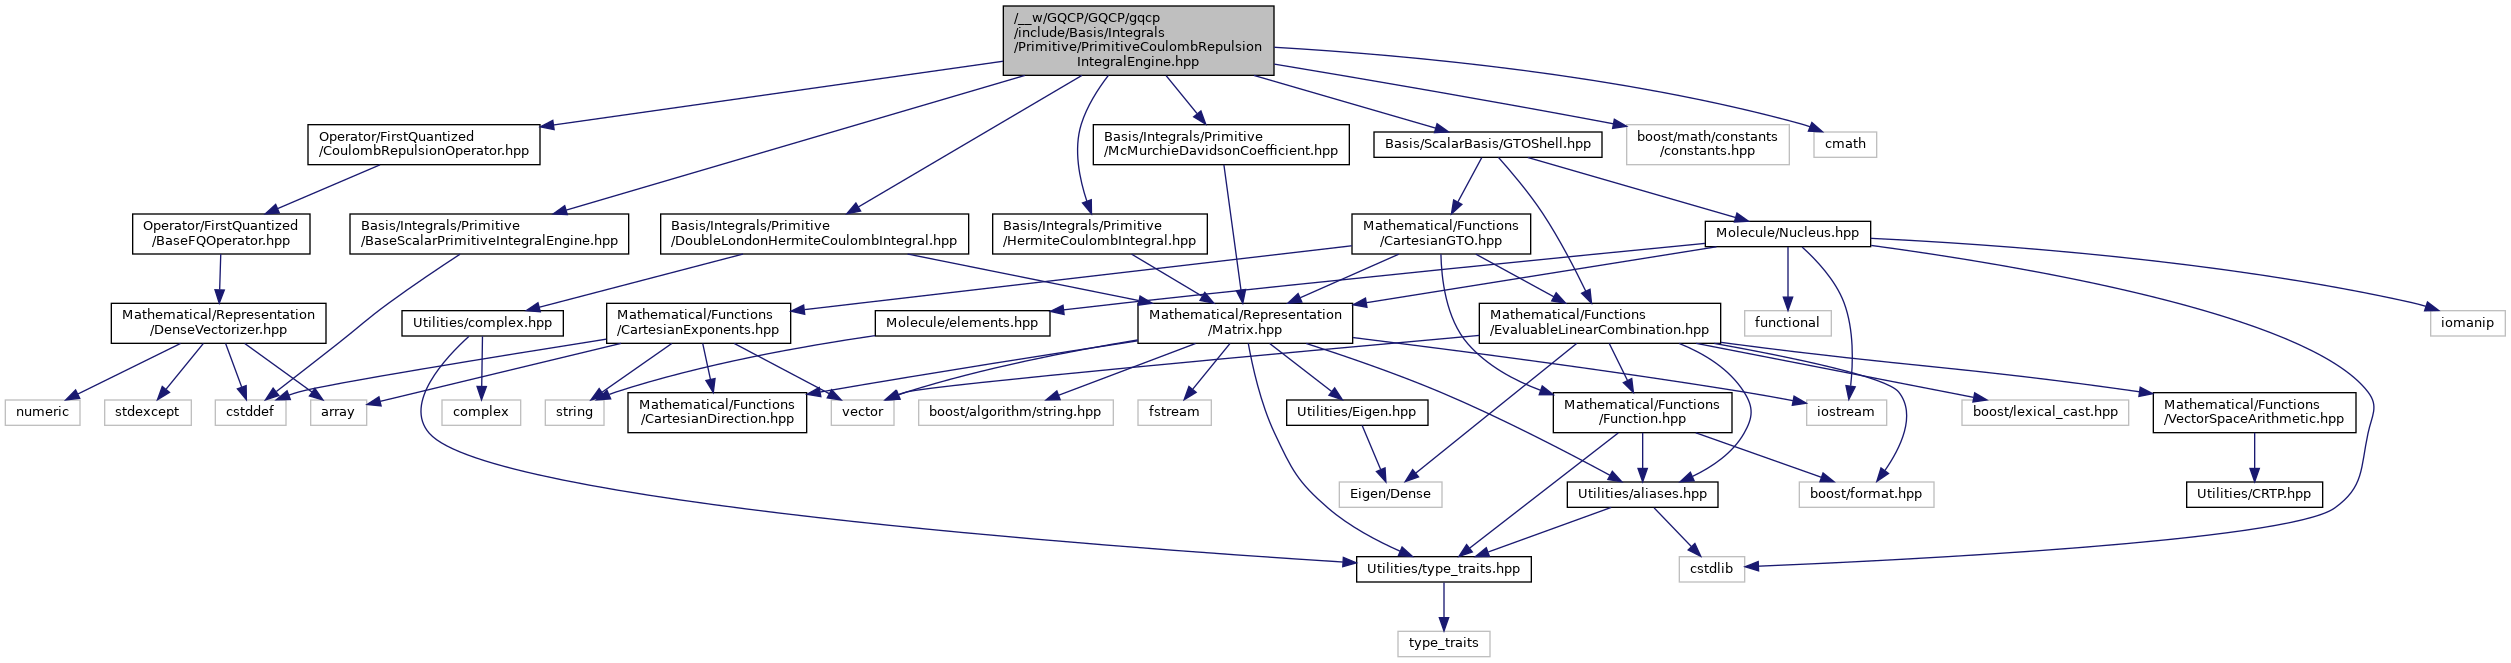 /__w/GQCP/GQCP/gqcp
/include/Basis/Integrals
/Primitive/PrimitiveCoulombRepulsion
IntegralEngine.hpp
Operator/FirstQuantized
/CoulombRepulsionOperator.hpp
Basis/Integrals/Primitive
/McMurchieDavidsonCoefficient.hpp
Basis/ScalarBasis/GTOShell.hpp
boost/math/constants
/constants.hpp
cmath
Operator/FirstQuantized
/BaseFQOperator.hpp
Basis/Integrals/Primitive
/BaseScalarPrimitiveIntegralEngine.hpp
Basis/Integrals/Primitive
/DoubleLondonHermiteCoulombIntegral.hpp
Basis/Integrals/Primitive
/HermiteCoulombIntegral.hpp
Mathematical/Functions
/CartesianGTO.hpp
Molecule/Nucleus.hpp
Mathematical/Representation
/DenseVectorizer.hpp
Utilities/complex.hpp
Mathematical/Functions
/CartesianExponents.hpp
Molecule/elements.hpp
Mathematical/Representation
/Matrix.hpp
Mathematical/Functions
/EvaluableLinearCombination.hpp
functional
iomanip
numeric
stdexcept
cstddef
array
complex
string
Mathematical/Functions
/CartesianDirection.hpp
vector
boost/algorithm/string.hpp
fstream
Utilities/Eigen.hpp
Mathematical/Functions
/Function.hpp
iostream
boost/lexical_cast.hpp
Mathematical/Functions
/VectorSpaceArithmetic.hpp
Eigen/Dense
Utilities/aliases.hpp
boost/format.hpp
Utilities/CRTP.hpp
Utilities/type_traits.hpp
cstdlib
type_traits